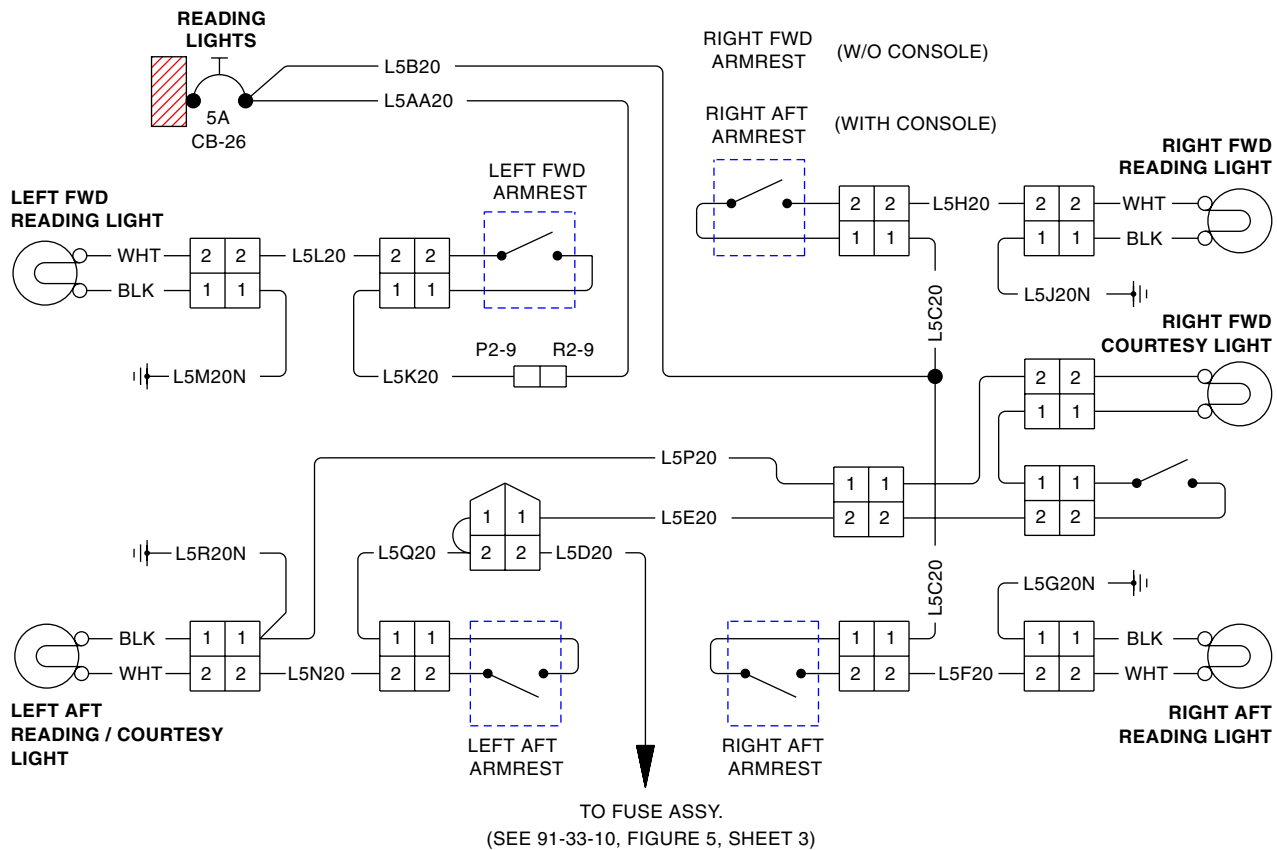 READING
LIGHTS
L5B20
L5AA20
5A
CB-26
RIGHT FWD
ARMREST
(W/O CONSOLE)
RIGHT AFT
ARMREST
(WITH CONSOLE)
RIGHT FWD
READING LIGHT
LEFT FWD
READING LIGHT
LEFT FWD
ARMREST
WHT 2 2 L5L20 2 2
BLK 1 1 1 1
L5M20N
L5K20
P2-9 R2-9
2 2 L5H20 2 2 WHT
1 1 1 1 BLK
L5C20
L5J20N
RIGHT FWD
COURTESY LIGHT
2 2
1 1
L5P20
1 1
2 2
1 1
2 2
1 1 L5E20
2 2 L5D20
L5Q20
L5R20N
L5C20
L5G20N
BLK 1 1 1 1
WHT 2 2 L5N20 2 2
1 1 1 1 BLK
2 2 L5F20 2 2 WHT
LEFT AFT
READING / COURTESY
LIGHT
LEFT AFT
ARMREST
RIGHT AFT
ARMREST
RIGHT AFT
READING LIGHT
TO FUSE ASSY.
(SEE 91-33-10, FIGURE 5, SHEET 3)